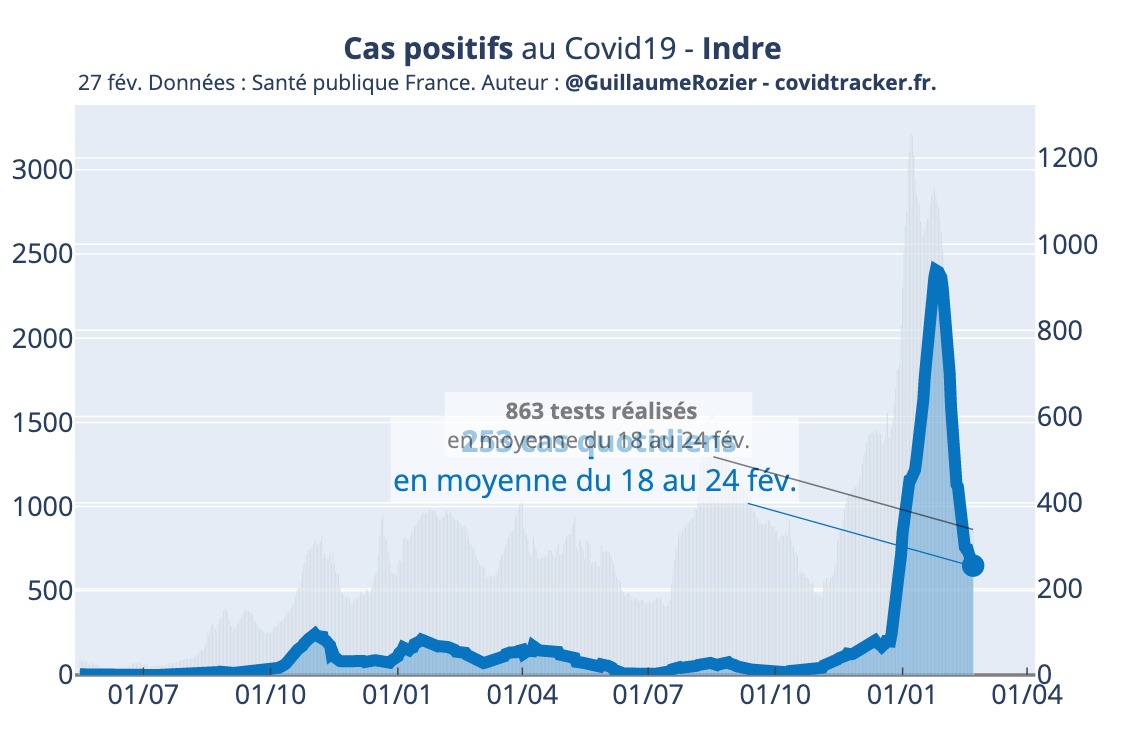 Cas positifs au Covid19 - Indre
27 fév. Données : Santé publique France. Auteur : @GuillaumeRozier - covidtracker.fr.
3000
2500
2000
1500
1000
500
0
1200
1000
800
600
400
200
0
863 tests réalisés
en moyenne du 18 au 24 fév.
253 cas quotidiens
en moyenne du 18 au 24 fév.
01/07 01/10 01/01 01/04 01/07 01/10 01/01 01/04